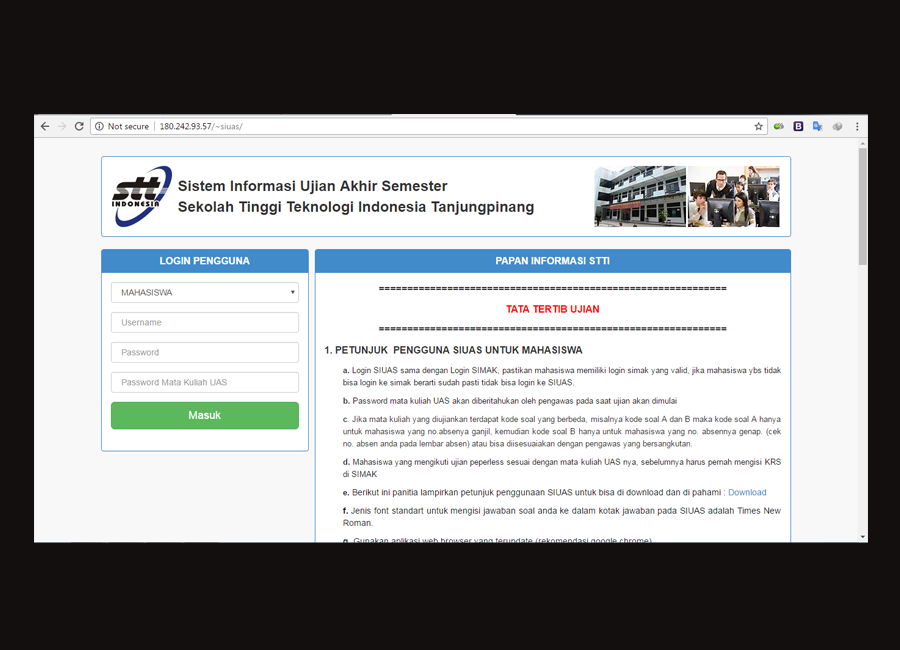 Not secure | 180.242.93.57/~siuas/
stti
INDONESIA
Sistem Informasi Ujian Akhir Semester
Sekolah Tinggi Teknologi Indonesia Tanjungpinang
LOGIN PENGGUNA
MAHASISWA
Username
Password
Password Mata Kuliah UAS
Masuk
PAPAN INFORMASI STTI
=============================================================
TATA TERTIB UJIAN
=============================================================
1. PETUNJUK PENGGUNA SIUAS UNTUK MAHASISWA
a. Login SIUAS sama dengan Login SIMAK, pastikan mahasiswa memiliki login simak yang valid, jika mahasiswa ybs tidak
bisa login ke simak berarti sudah pasti tidak bisa login ke SIUAS.
b. Password mata kuliah UAS akan diberitahukan oleh pengawas pada saat ujian akan dimulai
c. Jika mata kuliah yang diujiankan terdapat kode soal yang berbeda, misalnya kode soal A dan B maka kode soal A hanya
untuk mahasiswa yang no.absenya ganjil, kemudian kode soal B hanya untuk mahasiswa yang no. absennya genap. (cek
no. absen anda pada lembar absen) atau bisa diisesuaiakan dengan pengawas yang bersangkutan.
d. Mahasiswa yang mengikuti ujian peperless sesuai dengan mata kuliah UAS nya, sebelumnya harus pernah mengisi KRS
di SIMAK
e. Berikut ini panitia lampirkan petunjuk penggunaan SIUAS untuk bisa di download dan di pahami : Download
f. Jenis font standart untuk mengisi jawaban soal anda ke dalam kotak jawaban pada SIUAS adalah Times New
Roman.
g. Gunakan aplikasi web browser yang terupdate (rekomendasi google chrome)